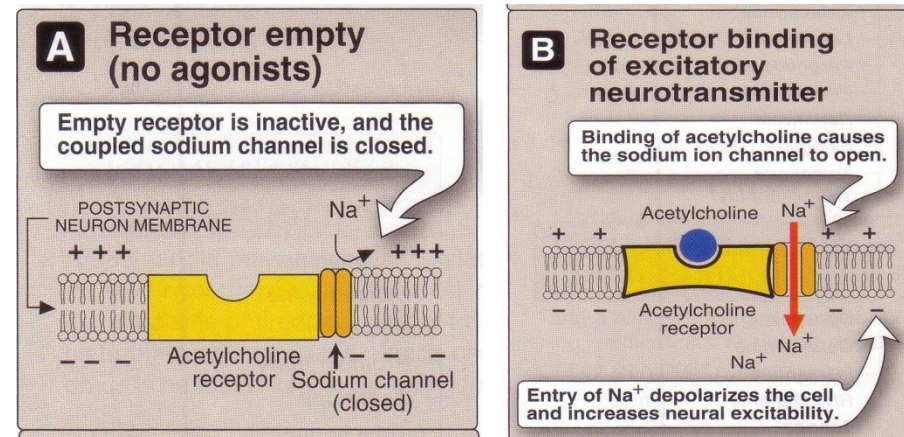 A
Receptor empty
(no agonists)
Empty receptor is inactive, and the
coupled sodium channel is closed.
POSTSYNAPTIC
NEURON MEMBRANE
Na+
+ + +
+++
– – –
– – –
Acetylcholine
receptor
Sodium channel
(closed)
B
Receptor binding
of excitatory
neurotransmitter
Binding of acetylcholine causes
the sodium ion channel to open.
Acetylcholine
Na+
+ +
+ +
– –
– –
Acetylcholine
receptor
Na+
Na+
Entry of Na+ depolarizes the cell
and increases neural excitability.